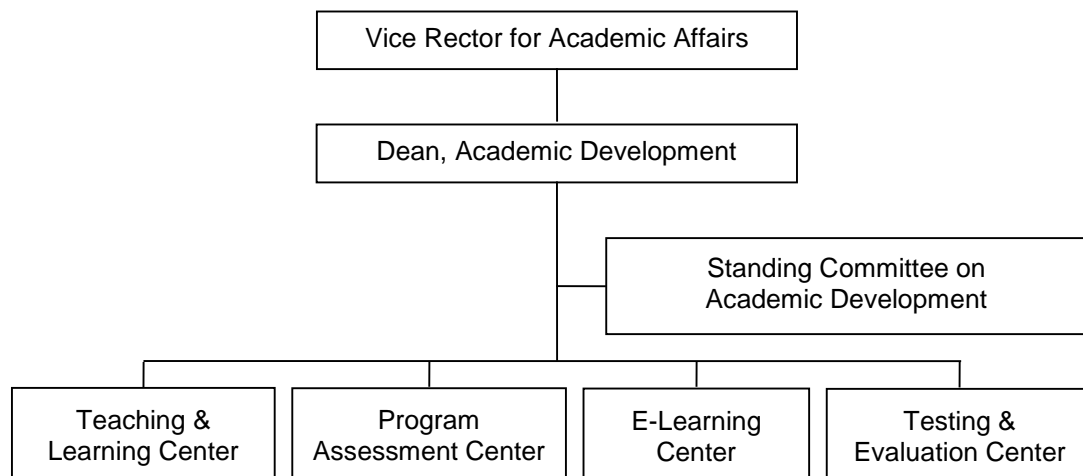 Vice Rector for Academic Affairs
Dean, Academic Development
Standing Committee on
Academic Development
Teaching &
Learning Center
Program
Assessment Center
E-Learning
Center
Testing &
Evaluation Center